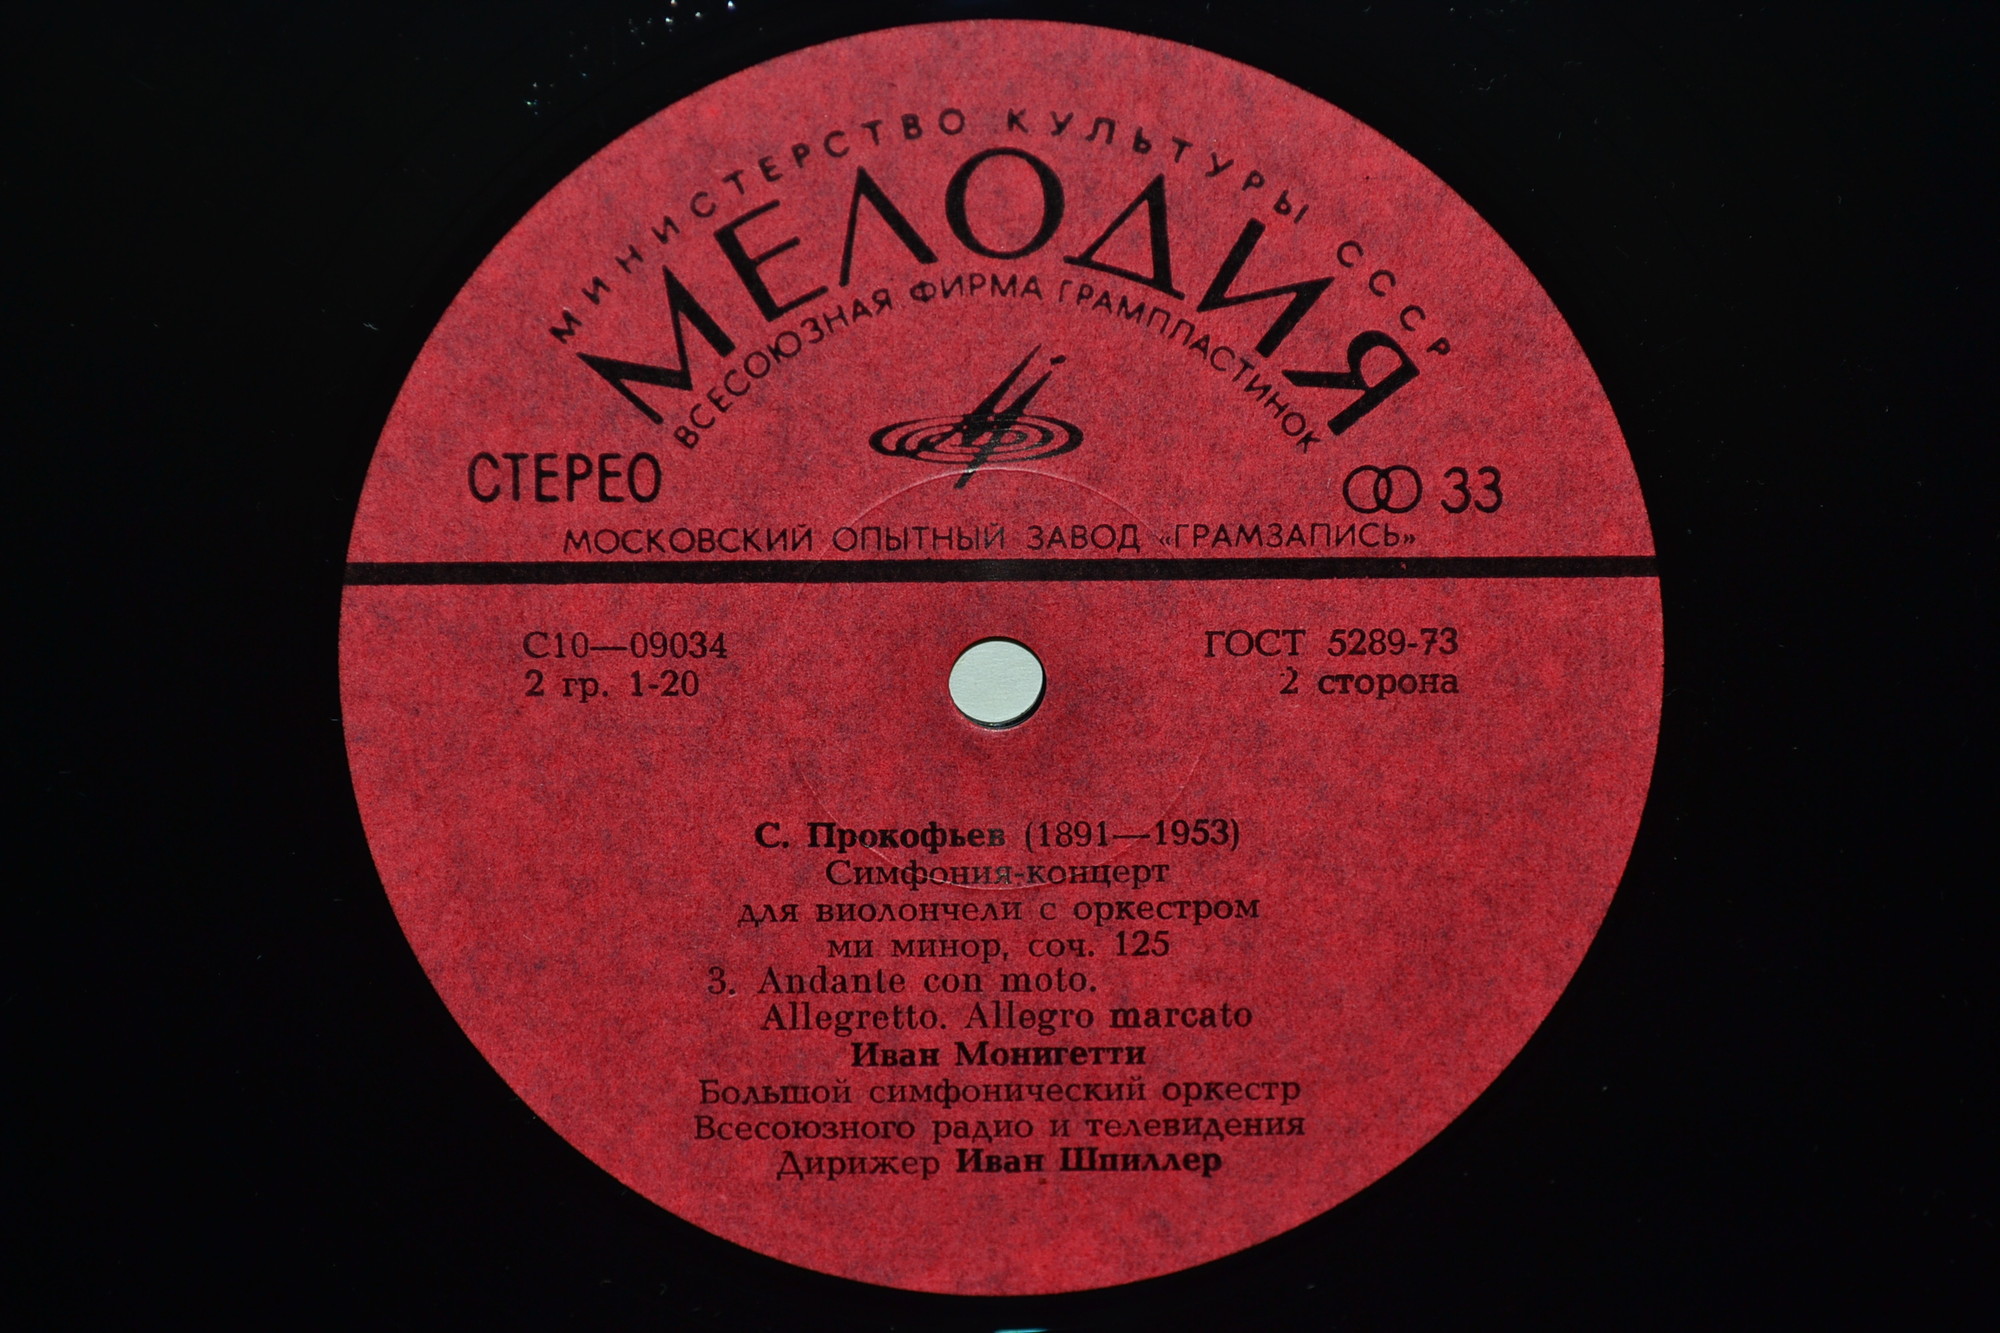 МИНИСТЕРСТВО КУЛЬТУРЫ СССР
МЕЛОДИЯ
ВСЕСОЮЗНАЯ ФИРМА ГРАМПЛАСТИНОК
СТЕРЕО
33
МОСКОВСКИЙ ОПЫТНЫЙ ЗАВОД «ГРАМЗАПИСЬ»
С10—09034
ГОСТ 5289-73
2 гр. 1-20
2 сторона
С. Прокофьев (1891—1953)
Симфония-концерт
для виолончели с оркестром
ми минор, соч. 125
3. Andante con moto.
Allegretto. Allegro marcato
Иван Монигетти
Большой симфонический оркестр
Всесоюзного радио и телевидения
Дирижер Иван Шпиллер